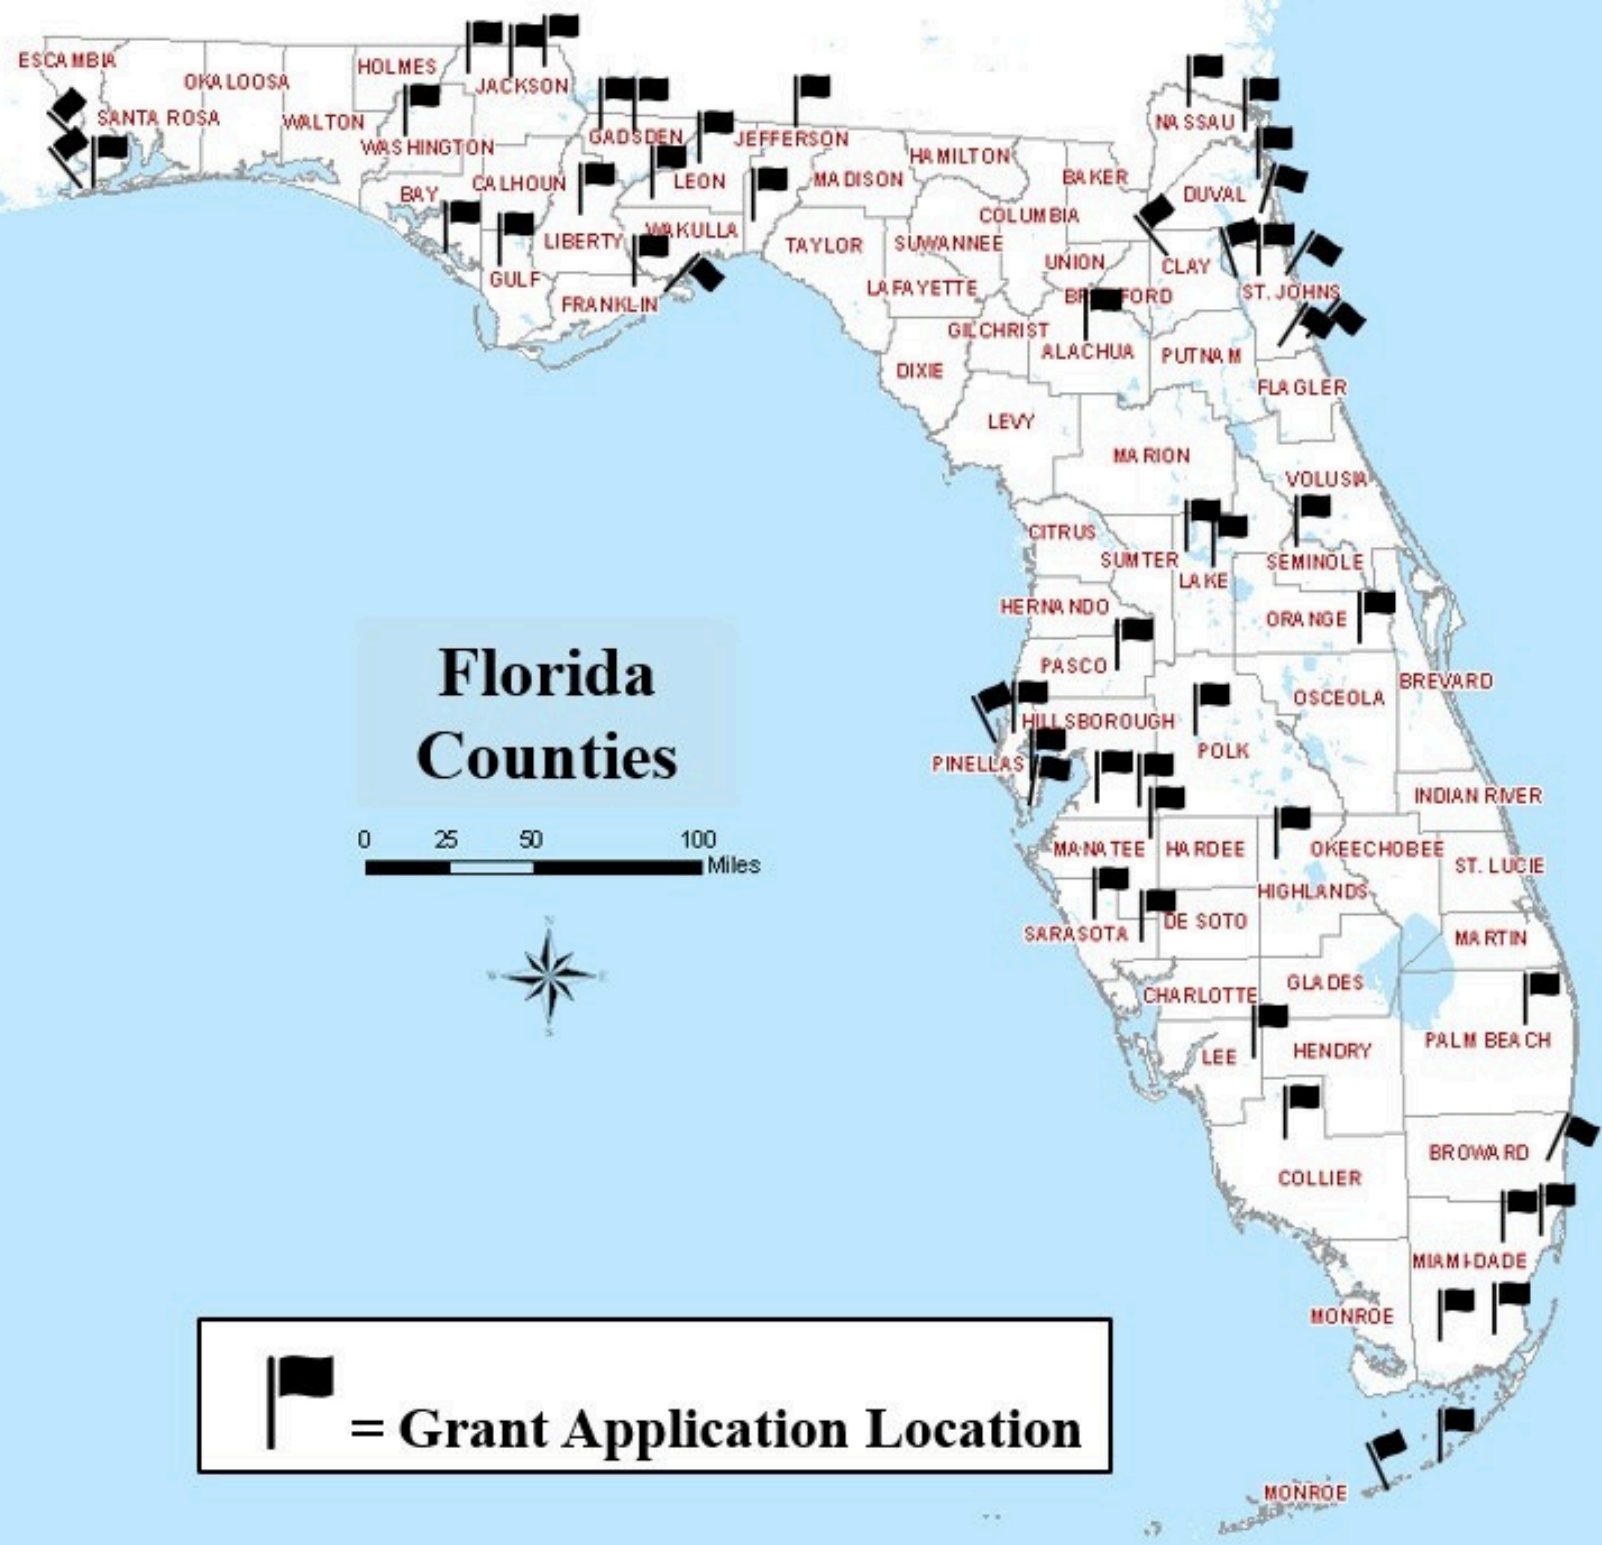 ESCAMBIA
OKALOOSA
HOLMES
JACKSON
SANTA ROSA
WALTON
WASHINGTON
GADSDEN
JEFFERSON
NASSAU
BAY
CALHOUN
LEON
MADISON
HAMILTON
BAKER
DUVAL
LIBERTY
WAKULLA
TAYLOR
SUWANNEE
COLUMBIA
UNION
CLAY
GULF
FRANKLIN
LAFAYETTE
BR FORD
ST. JOHNS
GILCHRIST
ALACHUA
PUTNAM
DIXIE
FLAGLER
LEVY
MARION
VOLUSIA
CITRUS
SUMTER
LAKE
SEMINOLE
HERNANDO
ORANGE
PASCO
OSCEOLA
BREVARD
HILLSBOROUGH
PINELLAS
POLK
INDIAN RIVER
MANATEE
HARDEE
OKEECHOBEE
ST. LUCIE
HIGHLANDS
SARASOTA
DE SOTO
MARTIN
CHARLOTTE
GLADES
LEE
HENDRY
PALM BEACH
BROWARD
COLLIER
MIAMI-DADE
MONROE
MONROE
Florida
Counties
0 25 50 100
Miles
N
W E
S
= Grant Application Location